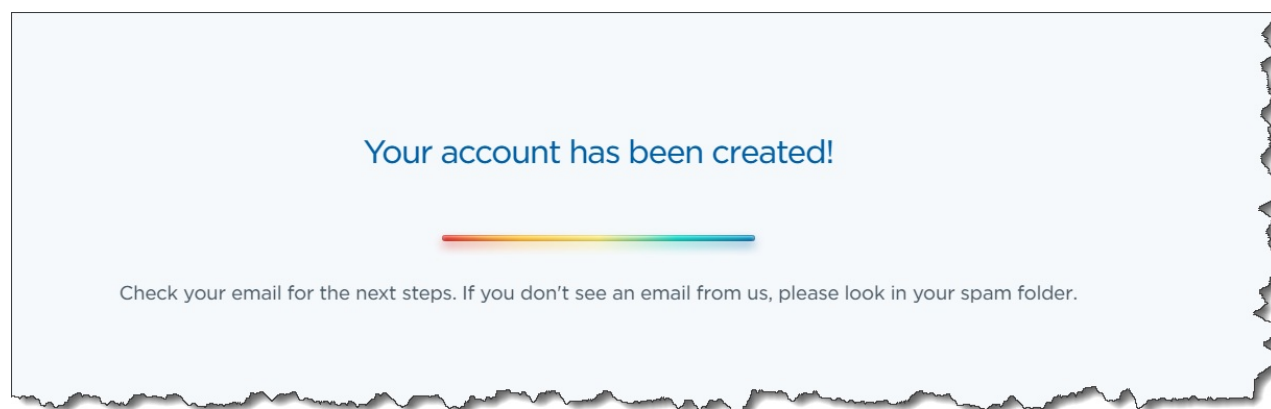 Your account has been created!
Check your email for the next steps. If you don't see an email from us, please look in your spam folder.